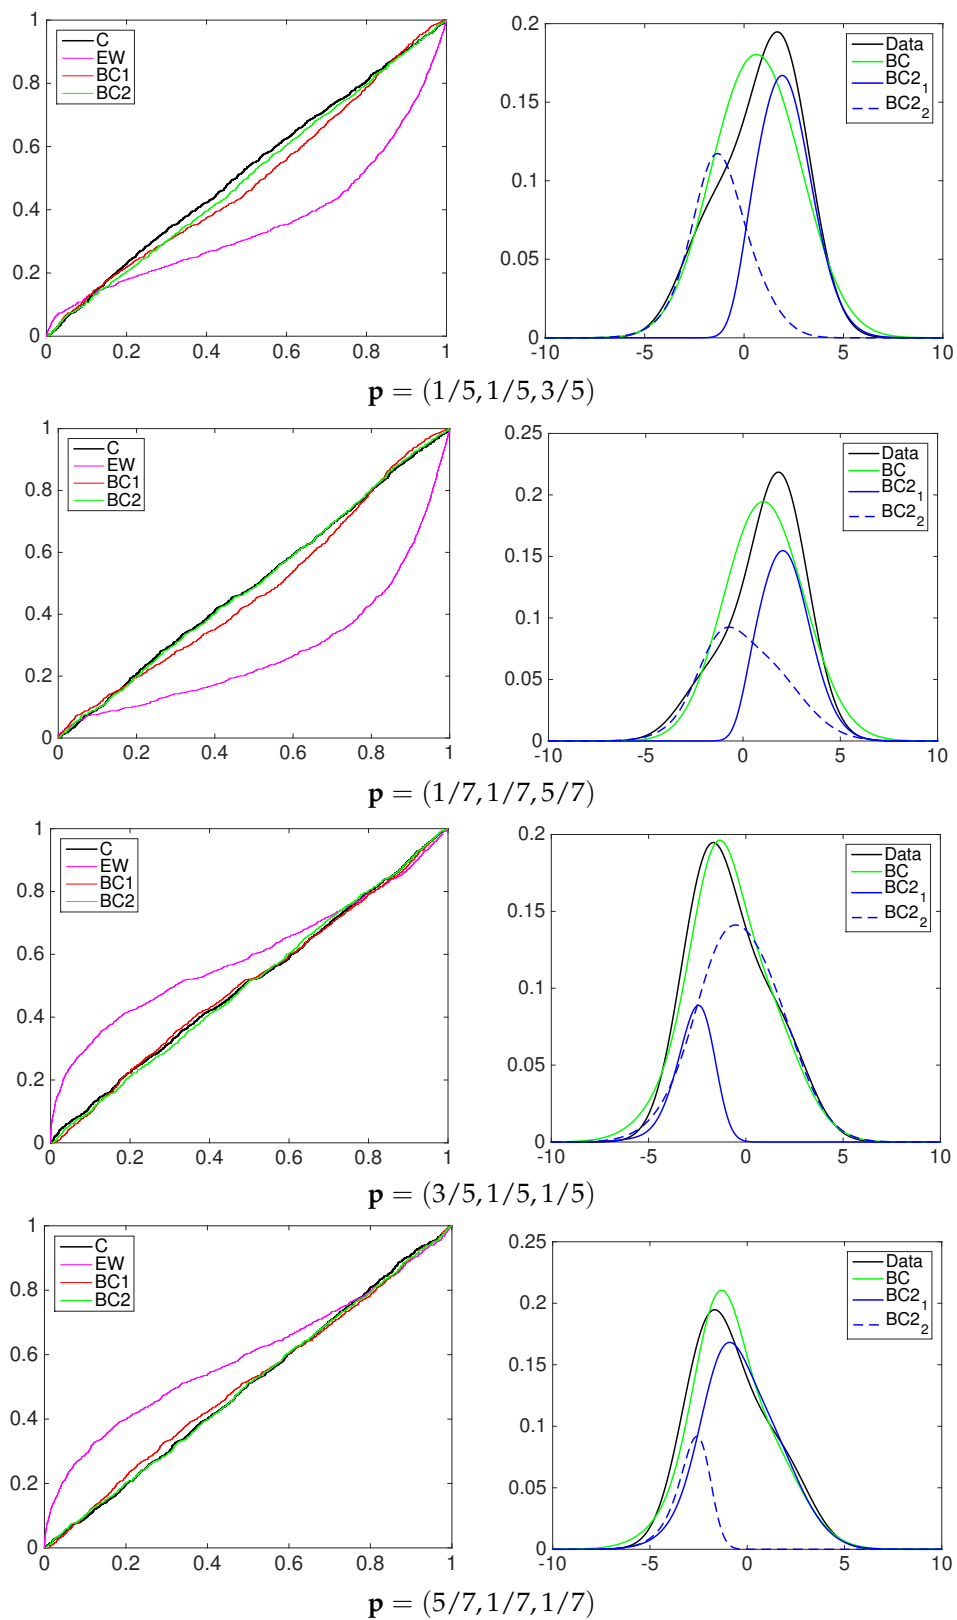 1
0.8
0.6
0.4
0.2
0
0 0.2 0.4 0.6 0.8 1
C
EW
BC1
BC2
0.2
0.15
0.1
0.05
0
-10 -5 0 5 10
Data
BC
BC2_1
BC2_2
p = (1/5, 1/5, 3/5)
1
0.8
0.6
0.4
0.2
0
0 0.2 0.4 0.6 0.8 1
C
EW
BC1
BC2
0.25
0.2
0.15
0.1
0.05
0
-10 -5 0 5 10
Data
BC
BC2_1
BC2_2
p = (1/7, 1/7, 5/7)
1
0.8
0.6
0.4
0.2
0
0 0.2 0.4 0.6 0.8 1
C
EW
BC1
BC2
0.2
0.15
0.1
0.05
0
-10 -5 0 5 10
Data
BC
BC2_1
BC2_2
p = (3/5, 1/5, 1/5)
1
0.8
0.6
0.4
0.2
0
0 0.2 0.4 0.6 0.8 1
C
EW
BC1
BC2
0.25
0.2
0.15
0.1
0.05
0
-10 -5 0 5 10
Data
BC
BC2_1
BC2_2
p = (5/7, 1/7, 1/7)